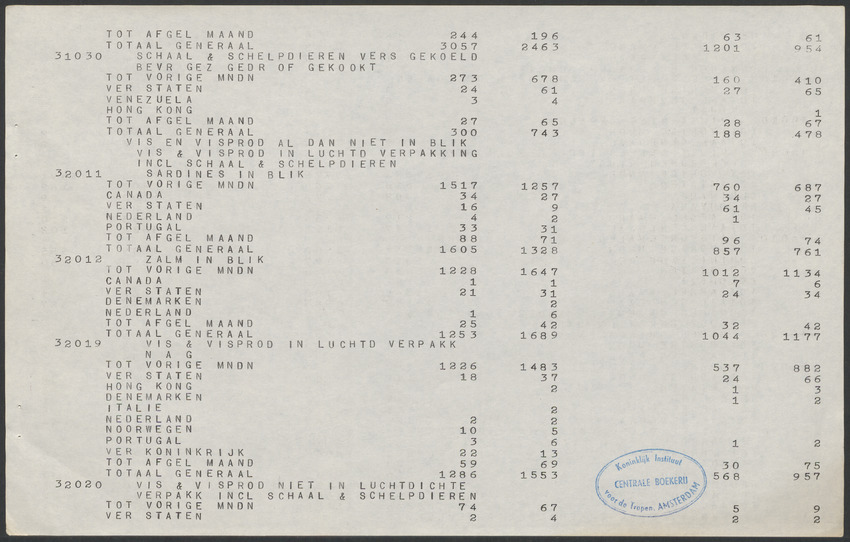 TOT AFGEL MAAND 244 196 63 61
TOTAAL GENERAAL 3057 2463 1201 954
31030 SCHAAL & SCHELPDIEREN VERS GEKOELD
BEVR GEZ GEDR OF GEKOOKT
TOT VORIGE MNDN 273 678 160 410
VER STATEN 24 61 27 65
VENEZUELA 3 4
HONG KONG 1
TOT AFGEL MAAND 27 65 28 67
TOTAAL GENERAAL 300 743 188 478
VIS EN VISPROD AL DAN NIET IN BLIK
VIS & VISPROD IN LUCHTD VERPAKKING
INCL SCHAAL & SCHELPDIEREN
32011 SARDINES IN BLIK
TOT VORIGE MNDN 1517 1257 760 687
CANADA 34 27 34 27
VER STATEN 16 9 61 45
NEDERLAND 4 2 1
PORTUGAL 33 31
TOT AFGEL MAAND 88 71 96 74
TOTAAL GENERAAL 1605 1328 857 761
32012 ZALM IN BLIK
TOT VORIGE MNDN 1228 1647 1012 1134
CANADA 1 1 7 6
VER STATEN 21 31 24 34
DENEMARKEN 2
NEDERLAND 1 6
TOT AFGEL MAAND 25 42 32 42
TOTAAL GENERAAL 1253 1689 1044 1177
32019 VIS & VISPROD IN LUCHTD VERPAKK
N A G
TOT VORIGE MNDN 1226 1483 537 882
VER STATEN 18 37 24 66
HONG KONG 2 1 3
DENEMARKEN 1 2
ITALIE 2
NEDERLAND 2 2
NOORWEGEN 10 5
PORTUGAL 3 6 1 2
VER KONINKRIJK 22 13
TOT AFGEL MAAND 59 69 30 75
TOTAAL GENERAAL 1286 1553 568 957
32020 VIS & VISPROD NIET IN LUCHTDICHTE
VERPAKK INCL SCHAAL & SCHELPDIEREN
TOT VORIGE MNDN 74 67 5 9
VER STATEN 2 4 2 2
Koninklijk Instituut
CENTRALE BOEKERIJ
voor de Tropen. AMSTERDAM